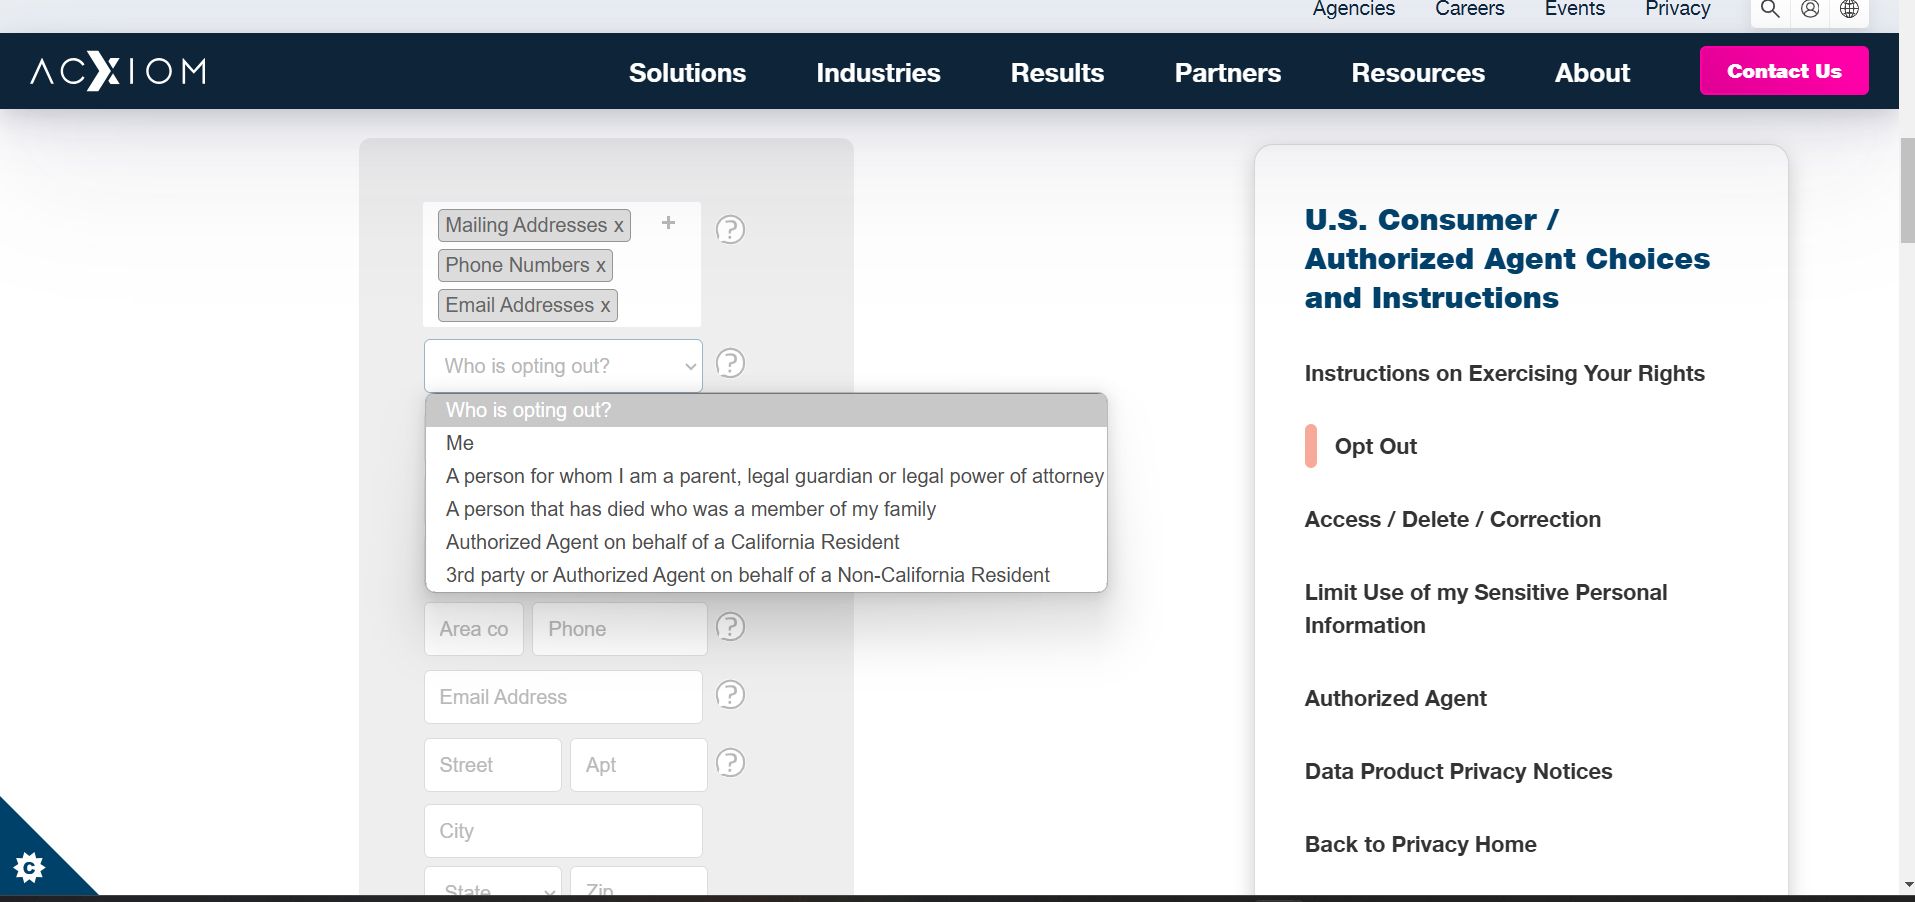 Agencies Careers Events Privacy
ACXIOM Solutions Industries Results Partners Resources About Contact Us
Mailing Addresses x +
Phone Numbers x
Email Addresses x
Who is opting out?
Who is opting out?
Me
A person for whom I am a parent, legal guardian or legal power of attorney
A person that has died who was a member of my family
Authorized Agent on behalf of a California Resident
3rd party or Authorized Agent on behalf of a Non-California Resident
Area co Phone
Email Address
Street Apt
City
State Zip
U.S. Consumer /
Authorized Agent Choices
and Instructions
Instructions on Exercising Your Rights
Opt Out
Access / Delete / Correction
Limit Use of my Sensitive Personal
Information
Authorized Agent
Data Product Privacy Notices
Back to Privacy Home